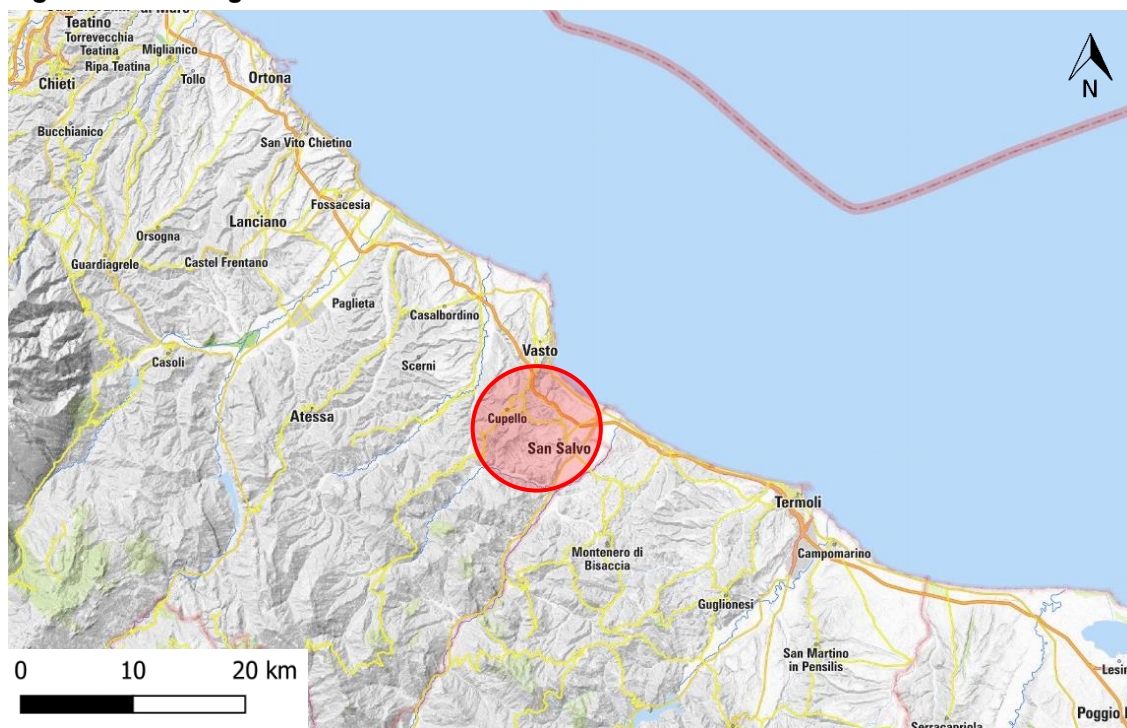 Teatino
Torrevecchia
Teatina
Miglianico
Ripa Teatina
Tollo
Ortona
Chieti
N
Bucchianico
San Vito Chietino
Fossacesia
Lanciano
Orsogna
Castel Frentano
Guardiagrele
Paglieta
Casalbordino
Vasto
Casoli
Scerni
Atessa
Cupello
San Salvo
Termoli
Montenero di
Bisaccia
Campomarino
Guglionesi
San Martino
in Pensilis
0 10 20 km
Serracapriola